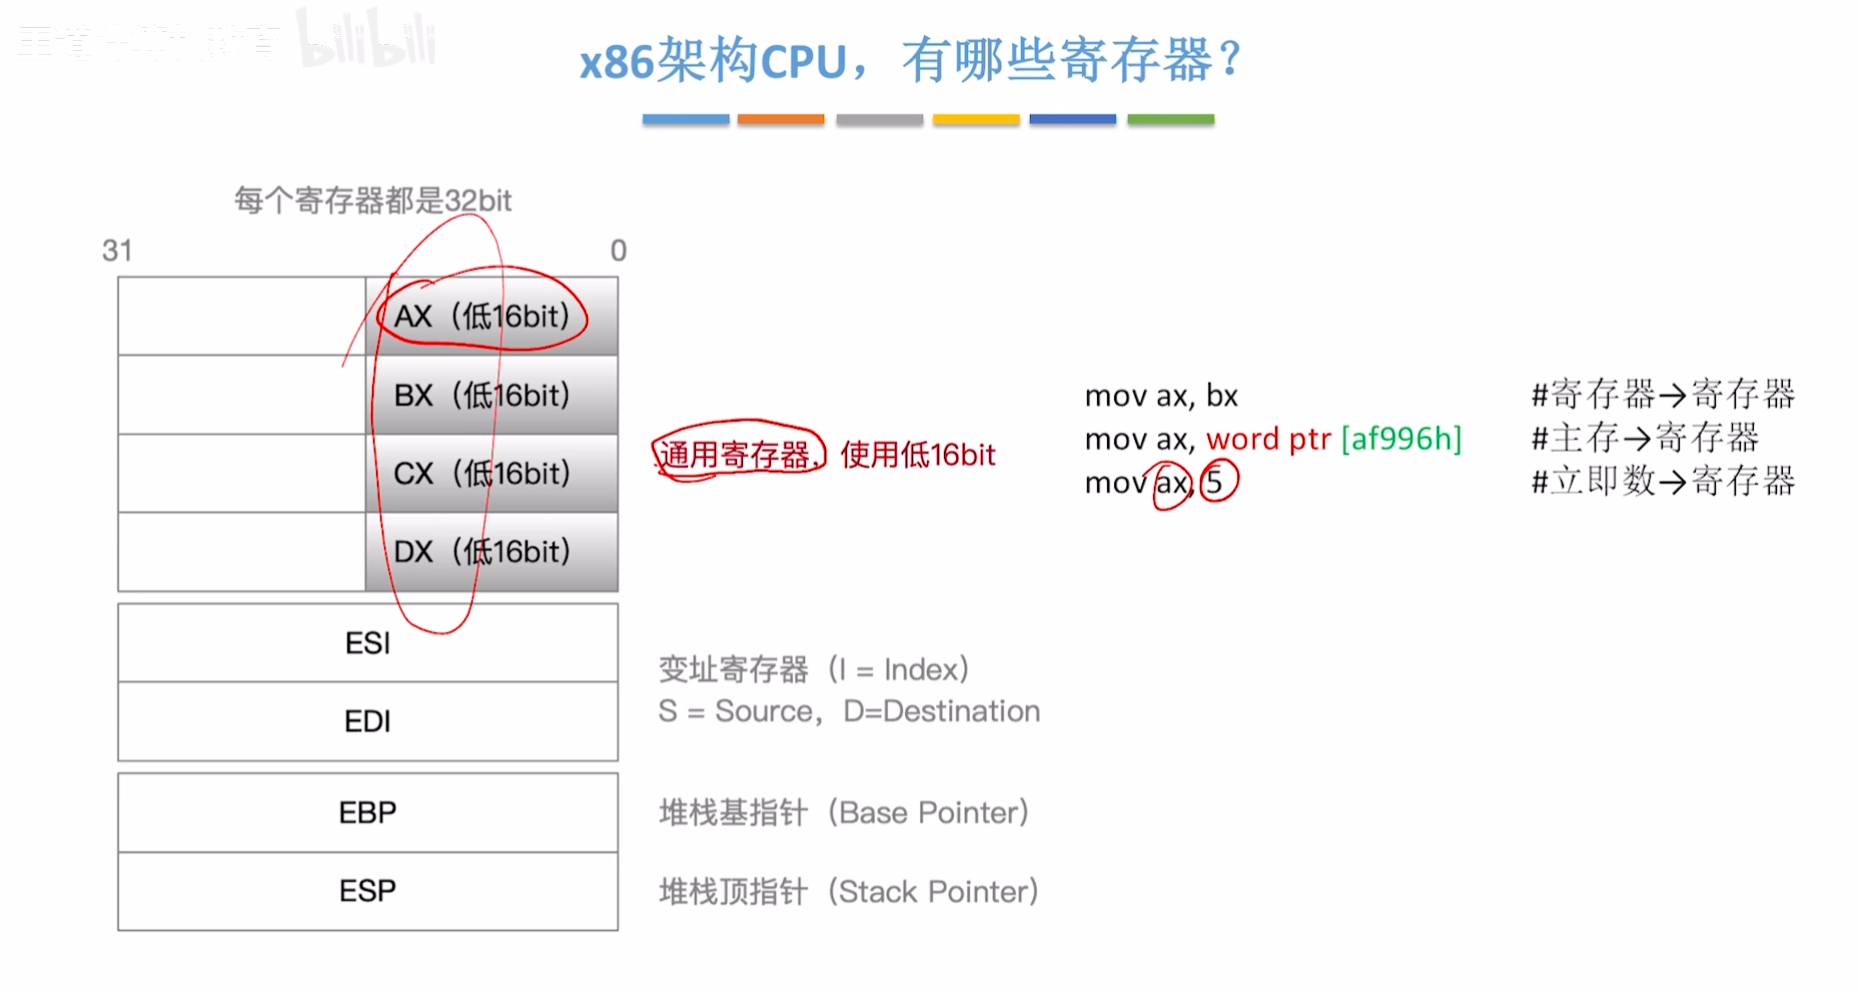 bilibili
x86架构CPU，有哪些寄存器？
每个寄存器都是32bit
31 0
AX（低16bit）
BX（低16bit）
CX（低16bit）
DX（低16bit）
通用寄存器，使用低16bit
mov ax, bx #寄存器→寄存器
mov ax, word ptr [af996h] #主存→寄存器
mov ax, 5 #立即数→寄存器
ESI
EDI
变址寄存器（I = Index）
S = Source，D=Destination
EBP
堆栈基指针（Base Pointer）
ESP
堆栈顶指针（Stack Pointer）